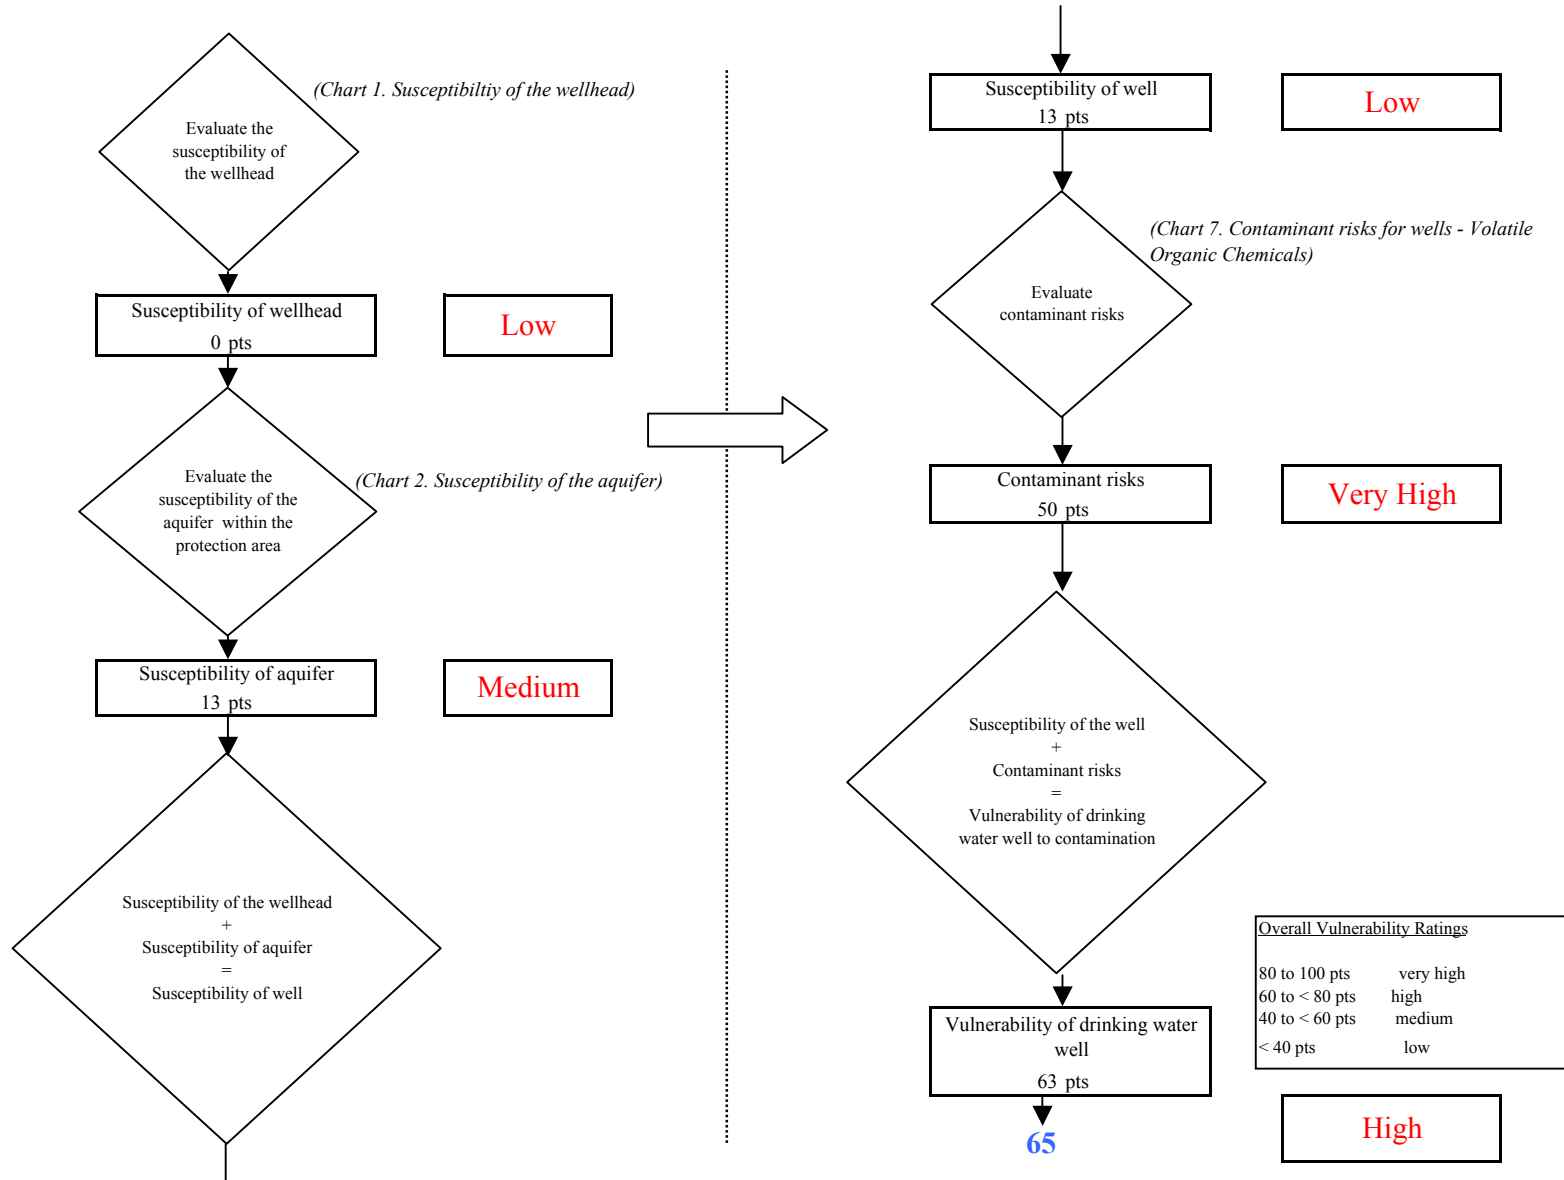 (Chart 1. Susceptibiltiy of the wellhead)
Evaluate the
susceptibility of
the wellhead
Susceptibility of wellhead
0 pts
Low
Evaluate the
susceptibility of the
aquifer within the
protection area
(Chart 2. Susceptibility of the aquifer)
Susceptibility of aquifer
13 pts
Medium
Susceptibility of the wellhead
+
Susceptibility of aquifer
=
Susceptibility of well
Susceptibility of well
13 pts
Low
(Chart 7. Contaminant risks for wells - Volatile
Organic Chemicals)
Evaluate
contaminant risks
Contaminant risks
50 pts
Very High
Susceptibility of the well
+
Contaminant risks
=
Vulnerability of drinking
water well to contamination
Overall Vulnerability Ratings
80 to 100 pts very high
60 to < 80 pts high
40 to < 60 pts medium
< 40 pts low
Vulnerability of drinking water
well
63 pts
65
High